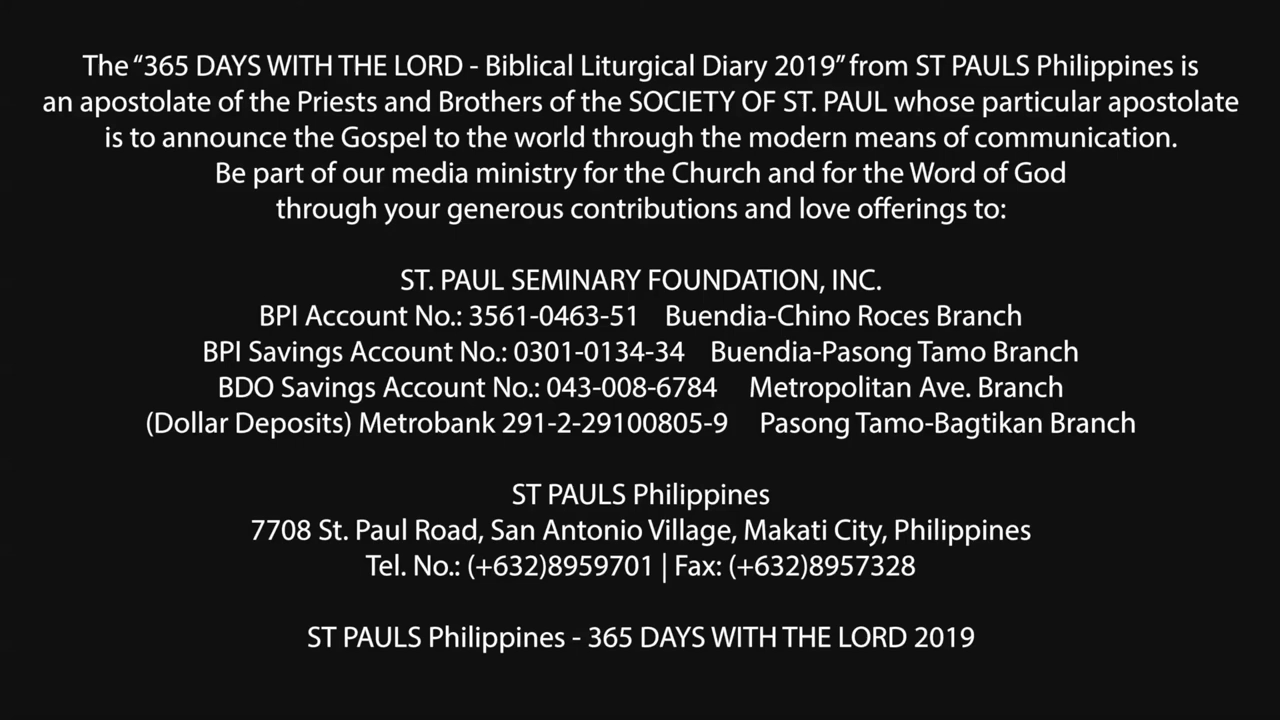 The “365 DAYS WITH THE LORD - Biblical Liturgical Diary 2019” from ST PAULS Philippines is
an apostolate of the Priests and Brothers of the SOCIETY OF ST. PAUL whose particular apostolate
is to announce the Gospel to the world through the modern means of communication.
Be part of our media ministry for the Church and for the Word of God
through your generous contributions and love offerings to:
ST. PAUL SEMINARY FOUNDATION, INC.
BPI Account No.: 3561-0463-51 Buendia-Chino Roces Branch
BPI Savings Account No.: 0301-0134-34 Buendia-Pasong Tamo Branch
BDO Savings Account No.: 043-008-6784 Metropolitan Ave. Branch
(Dollar Deposits) Metrobank 291-2-29100805-9 Pasong Tamo-Bagtikan Branch
ST PAULS Philippines
7708 St. Paul Road, San Antonio Village, Makati City, Philippines
Tel. No.: (+632)8959701 | Fax: (+632)8957328
ST PAULS Philippines - 365 DAYS WITH THE LORD 2019